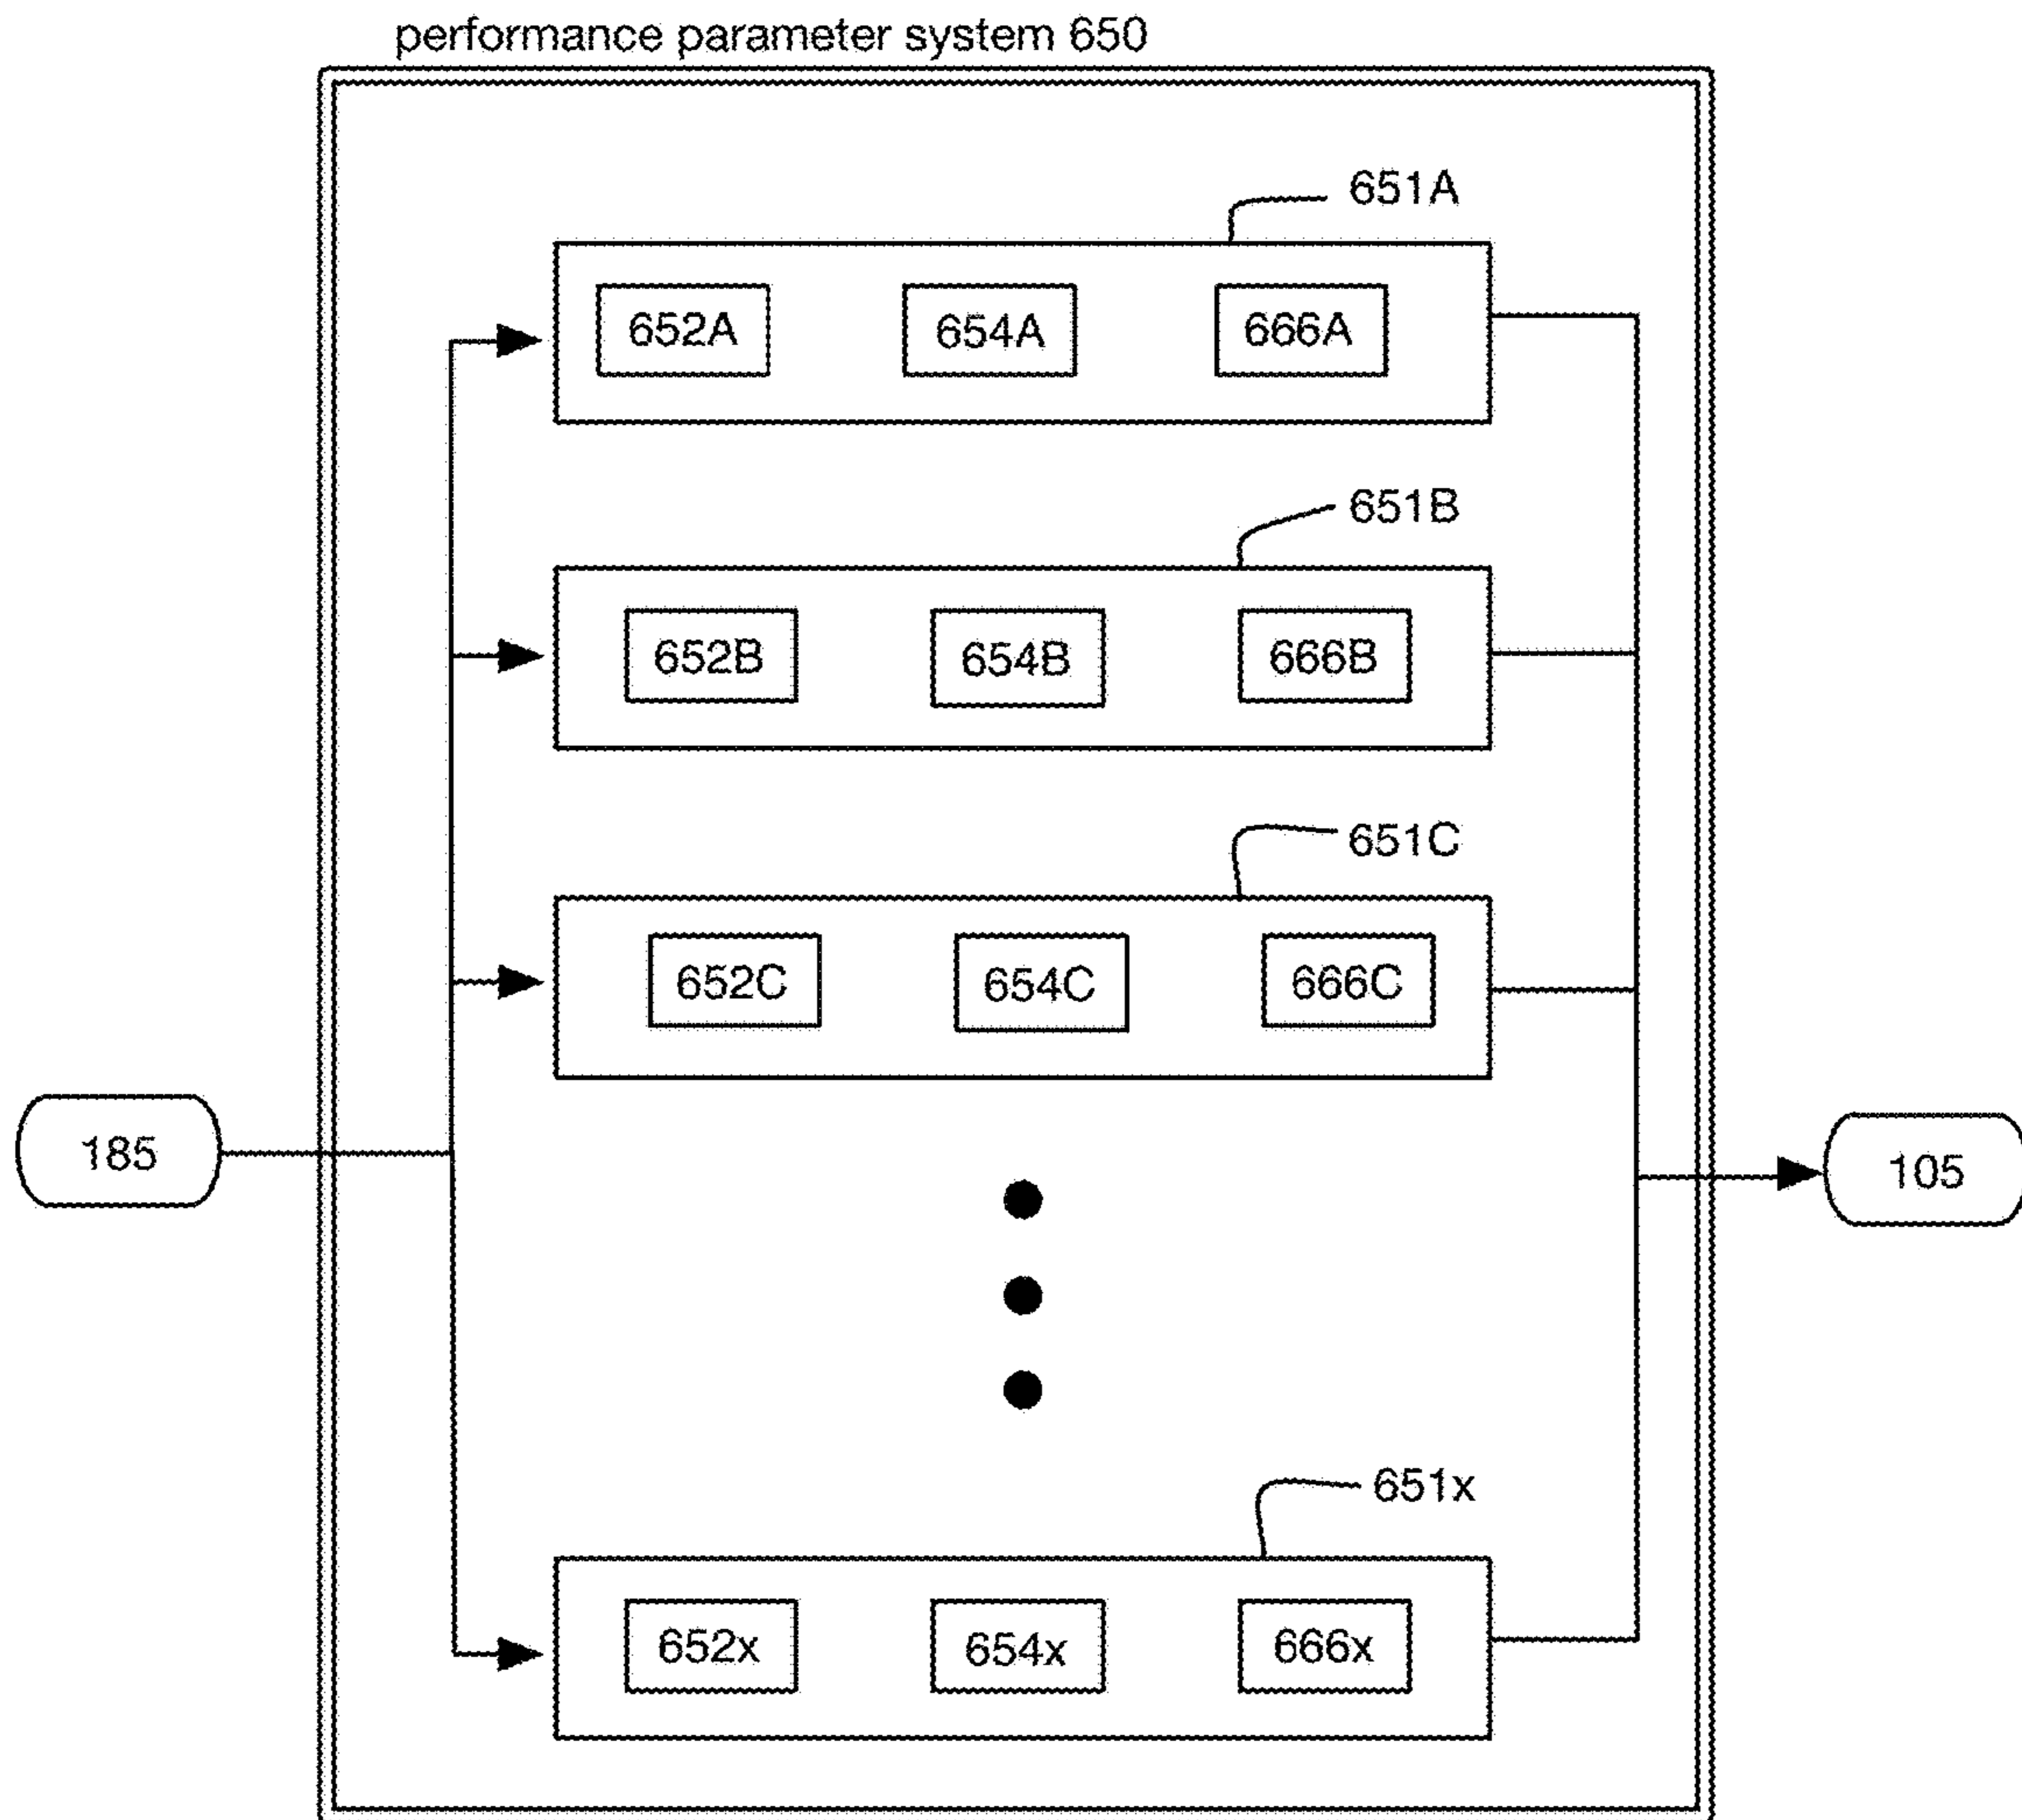 performance parameter system 650
651A
652A 654A 666A
651B
652B 654B 666B
651C
652C 654C 666C
185
105
651x
652x 654x 666x